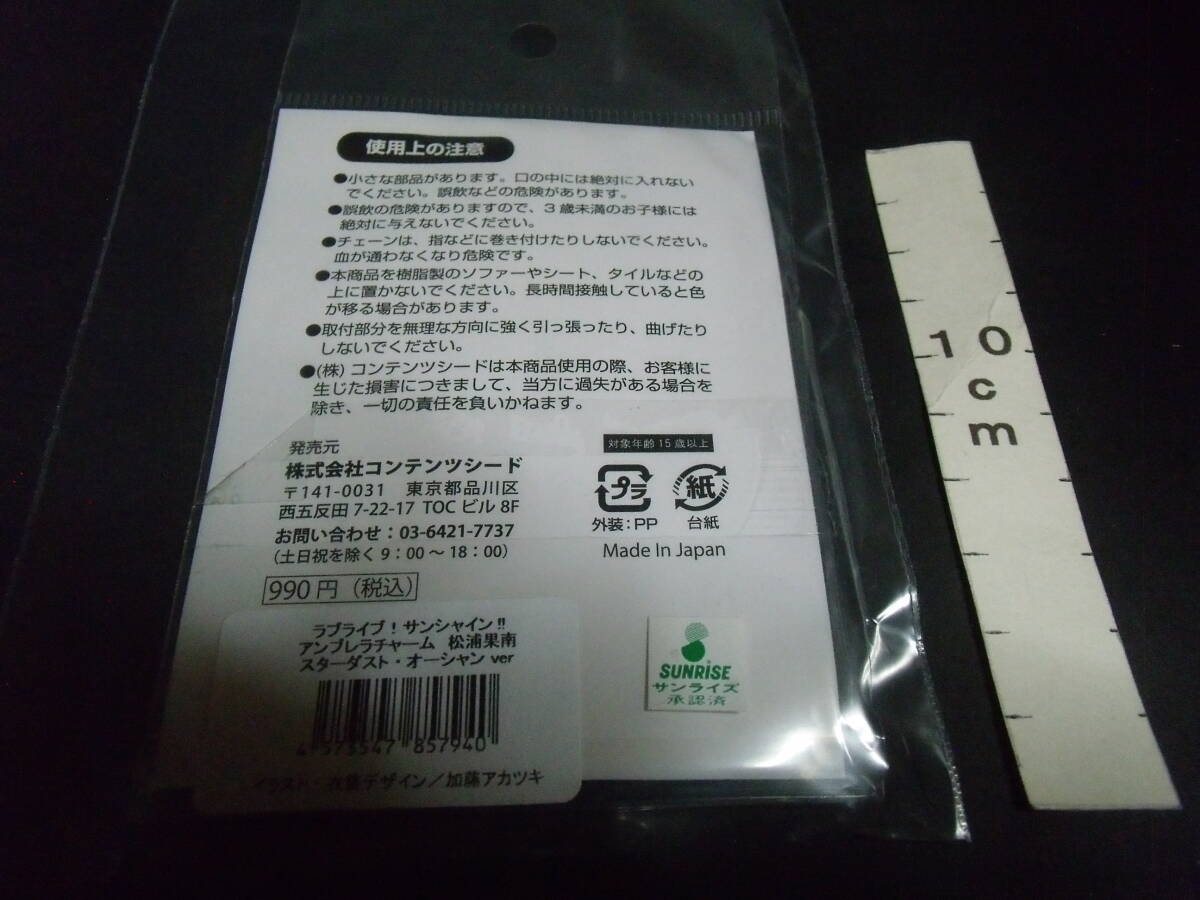 使用上の注意
●小さな部品があります。口の中には絶対に入れない
でください。誤飲などの危険があります。
●誤飲の危険がありますので、3歳未満のお子様には
絶対に与えないでください。
●チェーンは、指などに巻き付けたりしないでください。
血が通わなくなり危険です。
●本商品を樹脂製のソファーやシート、タイルなどの
上に置かないでください。長時間接触していると色
が移る場合があります。
●取付部分を無理な方向に強く引っ張ったり、曲げたり
しないでください。
●(株)コンテンツシードは本商品使用の際、お客様に
生じた損害につきまして、当方に過失がある場合を
除き、一切の責任を負いかねます。
発売元
株式会社コンテンツシード
〒141-0031 東京都品川区
西五反田 7-22-17 TOC ビル 8F
お問い合わせ：03-6421-7737
(土日祝を除く 9：00～18：00)
990円（税込）
対象年齢15歳以上
プラ 紙
外装：PP 台紙
Made In Japan
ラブライブ！サンシャイン!!
アンブレラチャーム 松浦果南
スターダスト・オーシャン ver
4 573547 857940
イラスト・衣装デザイン／加藤アカツキ
SUNRISE
サンライズ
承認済
10
cm